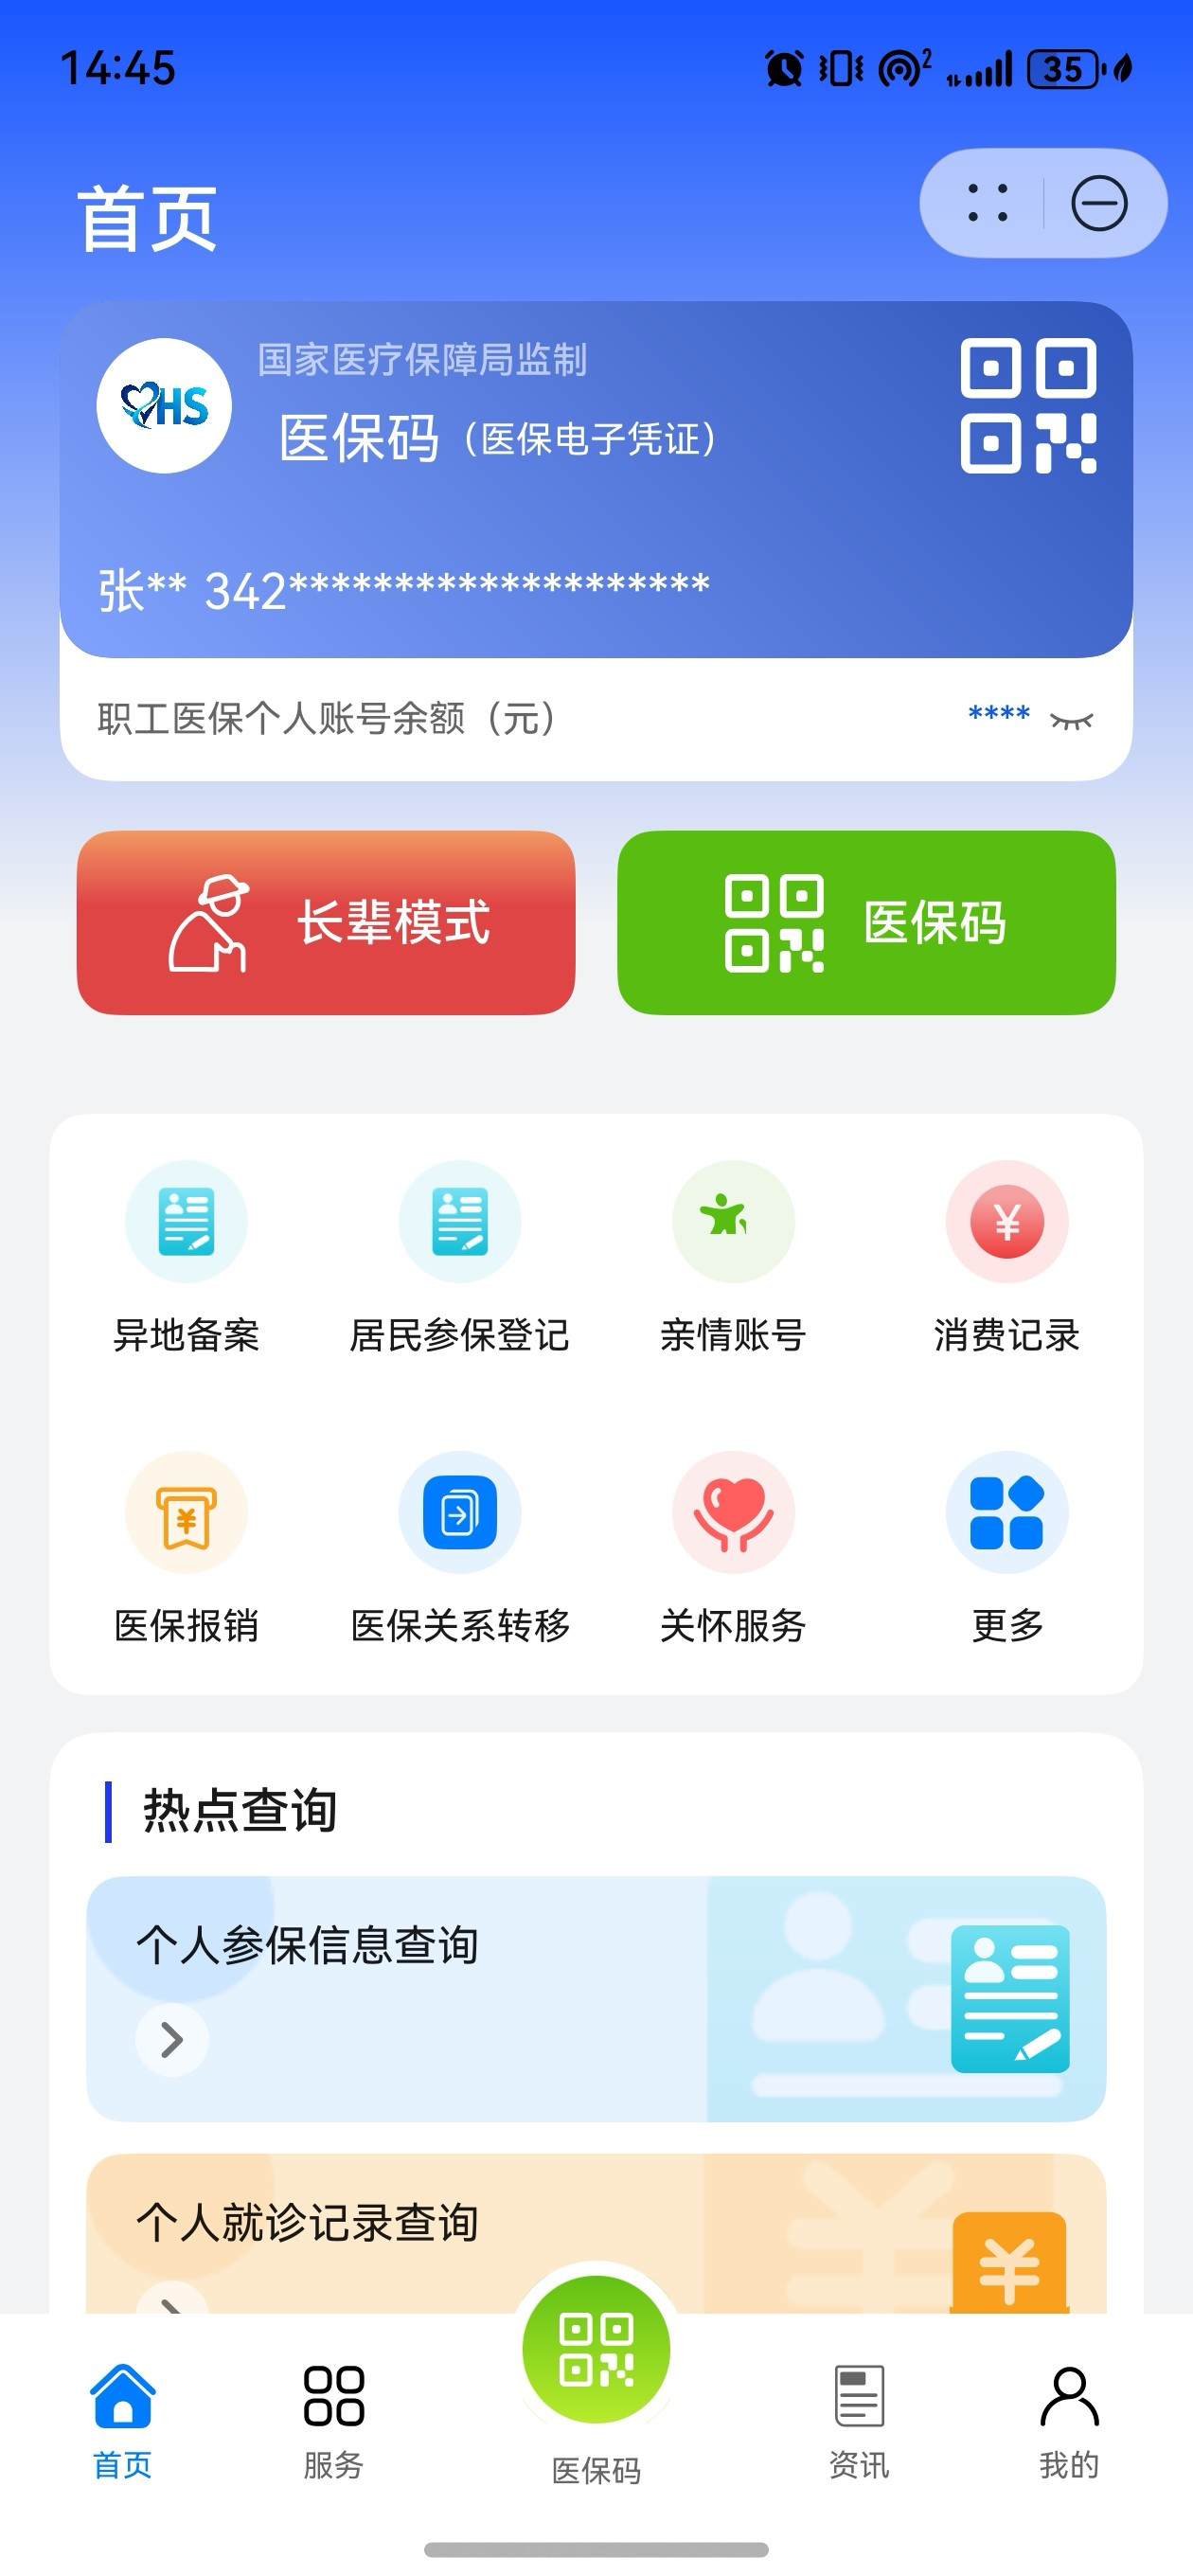 14:45
2
35
首页
国家医疗保障局监制
HS
医保码（医保电子凭证）
张** 342********************
职工医保个人账号余额（元）
****
长辈模式
医保码
异地备案
居民参保登记
亲情账号
消费记录
医保报销
医保关系转移
关怀服务
更多
热点查询
个人参保信息查询
个人就诊记录查询
首页
服务
医保码
资讯
我的